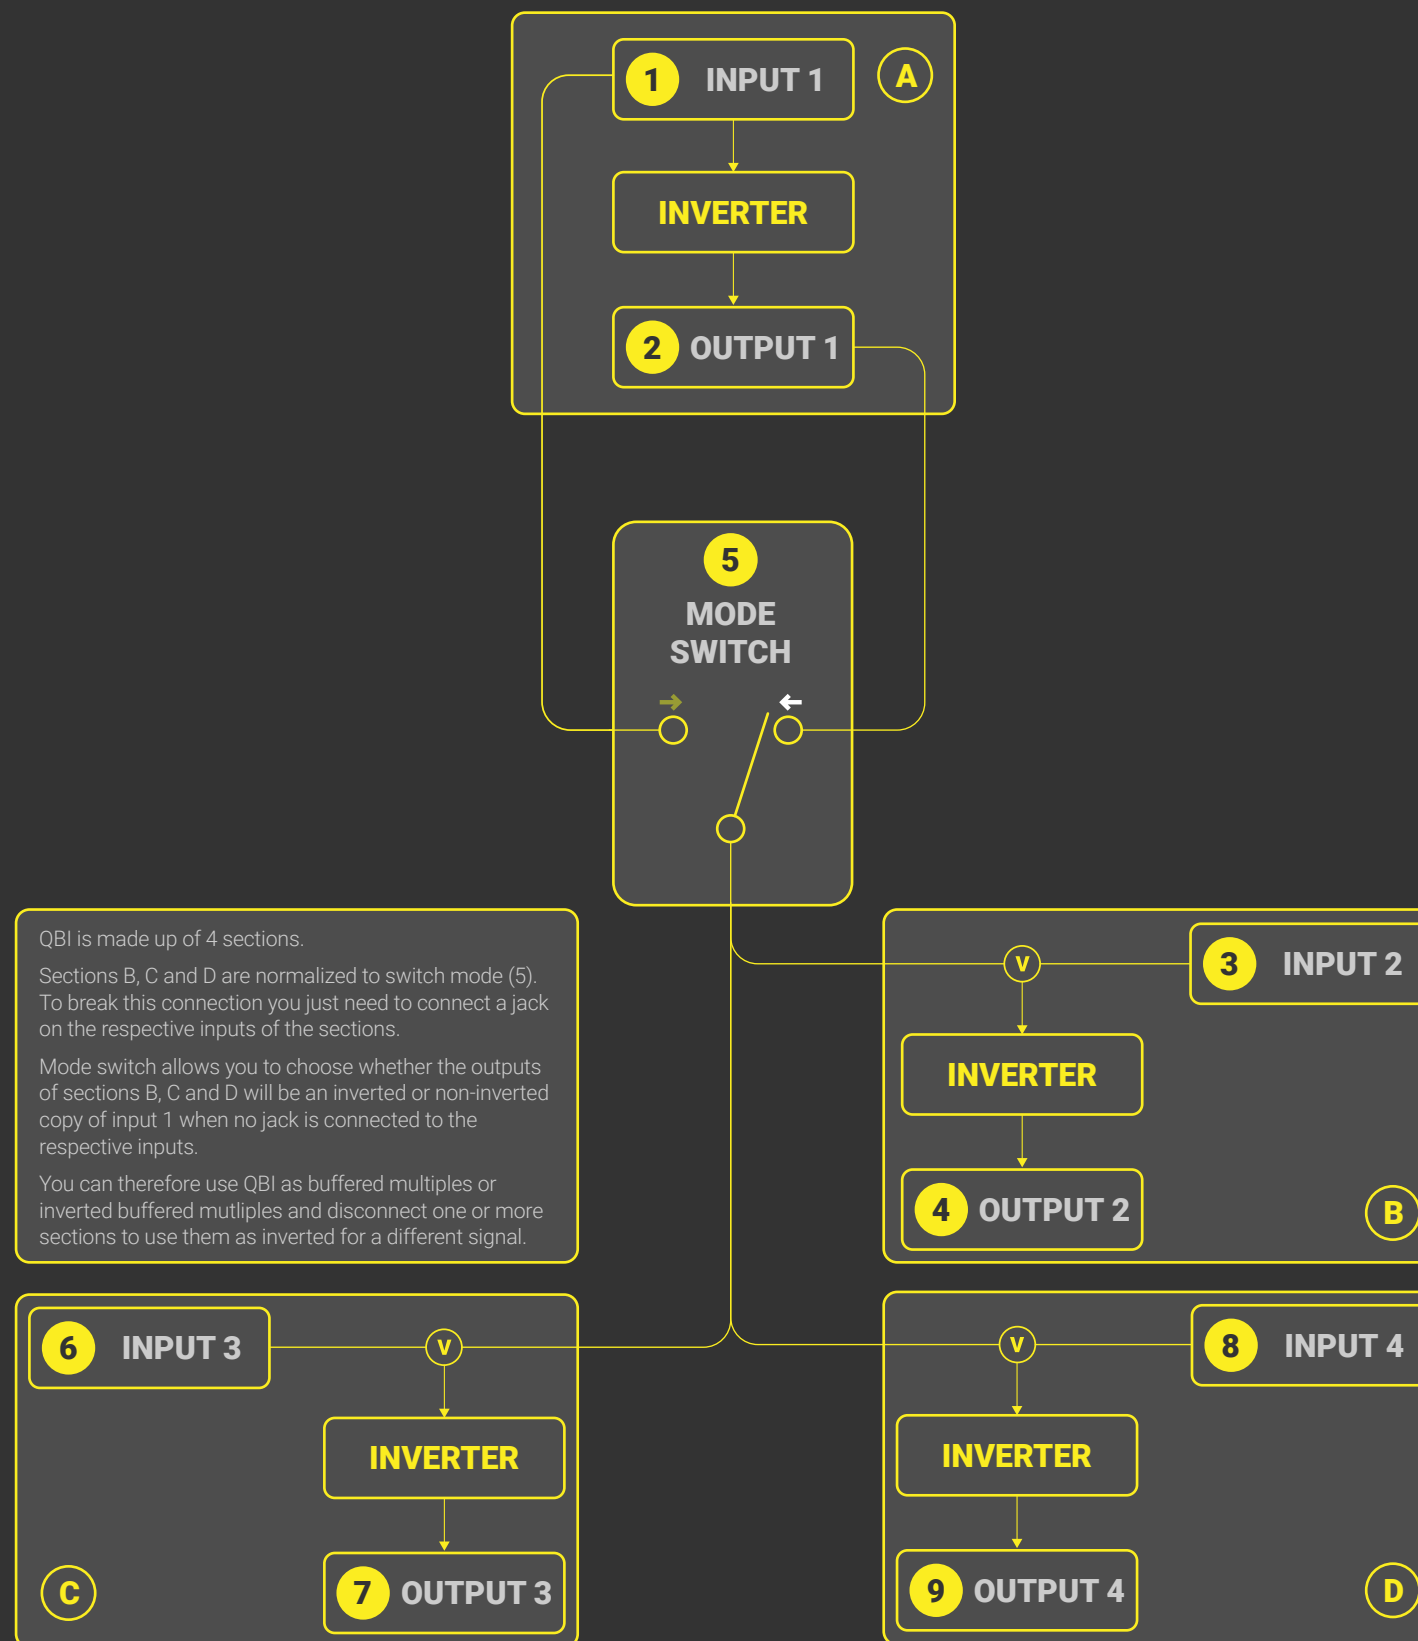 1 INPUT 1 A
INVERTER
2 OUTPUT 1
5
MODE
SWITCH
QBI is made up of 4 sections.
Sections B, C and D are normalized to switch mode (5).
To break this connection you just need to connect a jack
on the respective inputs of the sections.
Mode switch allows you to choose whether the outputs
of sections B, C and D will be an inverted or non-inverted
copy of input 1 when no jack is connected to the
respective inputs.
You can therefore use QBI as buffered multiples or
inverted buffered mutliples and disconnect one or more
sections to use them as inverted for a different signal.
V 3 INPUT 2
INVERTER
4 OUTPUT 2 B
6 INPUT 3 V
INVERTER
C 7 OUTPUT 3
V 8 INPUT 4
INVERTER
9 OUTPUT 4 D